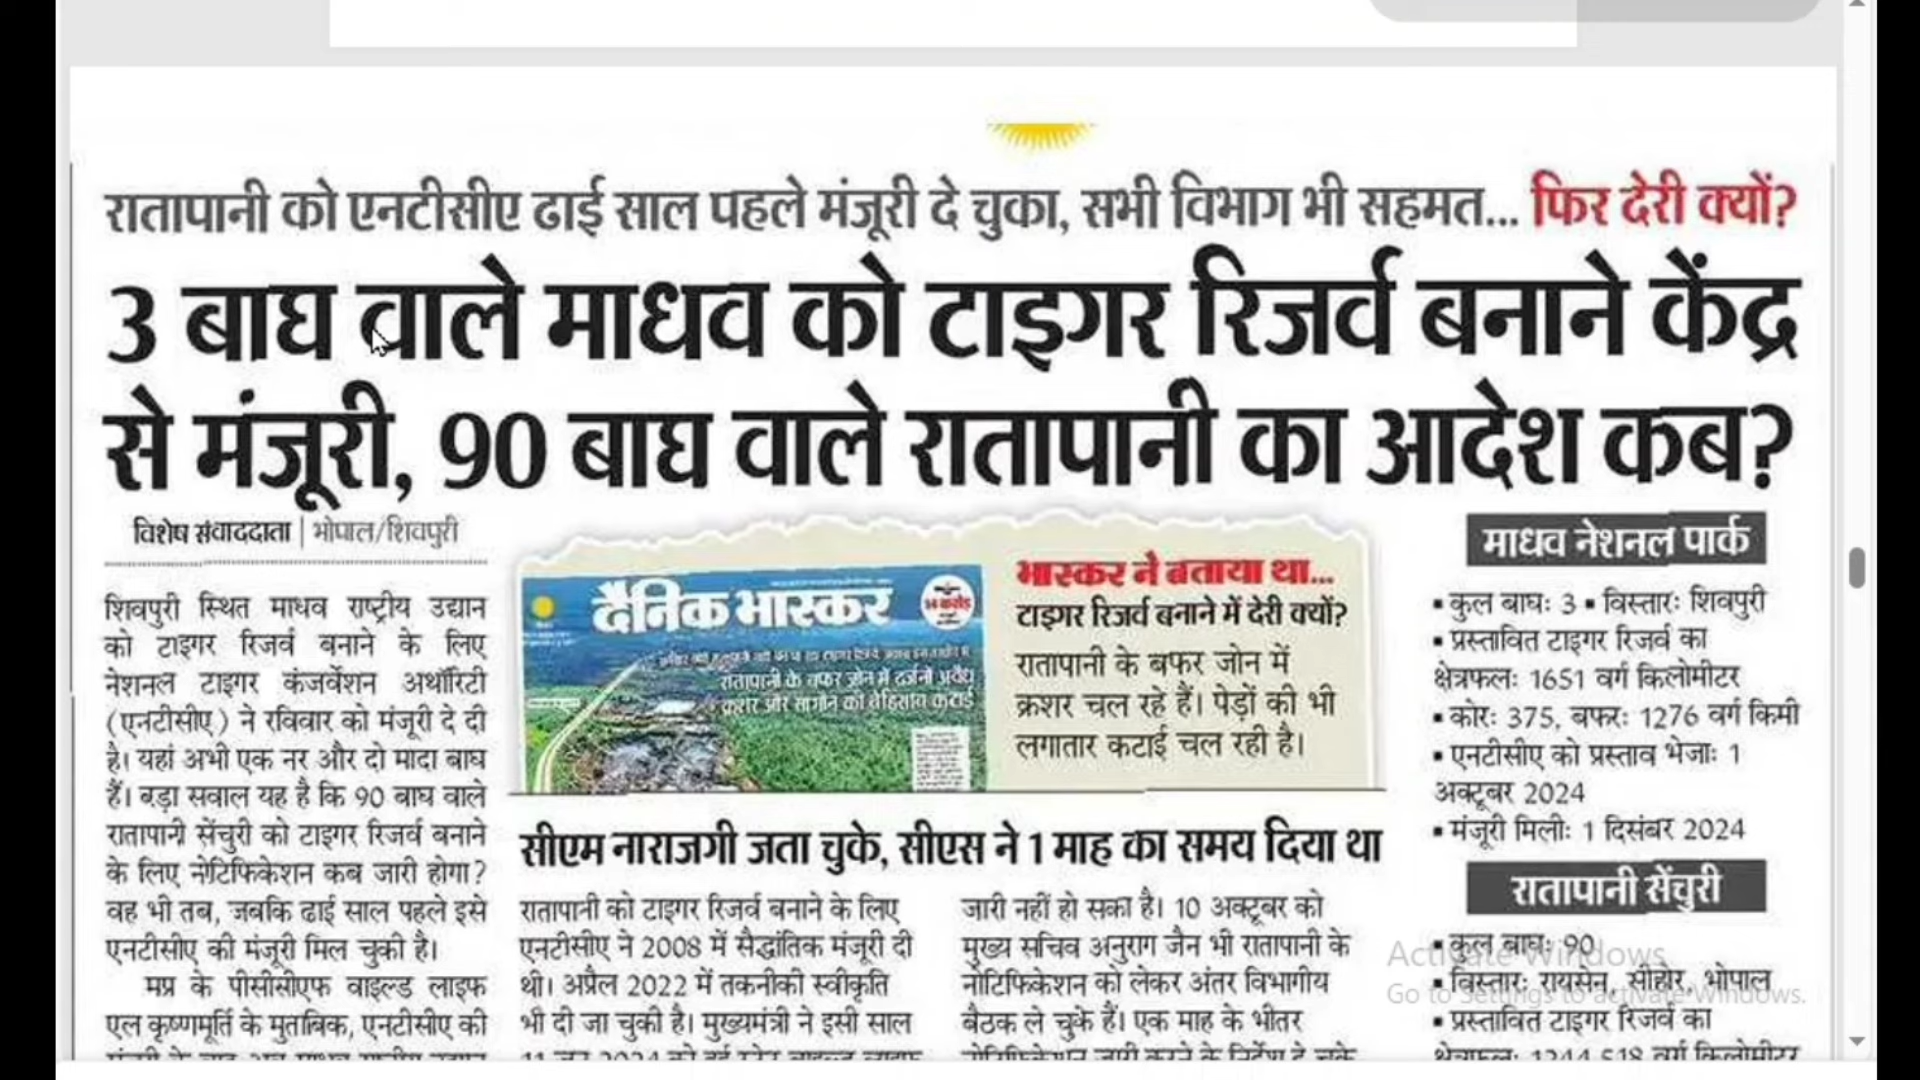 रातापानी को एनटीसीए ढाई साल पहले मंजूरी दे चुका, सभी विभाग भी सहमत... फिर देरी क्यों?
3 बाघ वाले माधव को टाइगर रिजर्व बनाने केंद्र
से मंजूरी, 90 बाघ वाले रातापानी का आदेश कब?
विशेष संवाददाता | भोपाल/शिवपुरी
शिवपुरी स्थित माधव राष्ट्रीय उद्यान
को टाइगर रिजर्व बनाने के लिए
नेशनल टाइगर कंजर्वेशन अथॉरिटी
(एनटीसीए) ने रविवार को मंजूरी दे दी
है। यहां अभी एक नर और दो मादा बाघ
हैं। बड़ा सवाल यह है कि 90 बाघ वाले
रातापानी सेंचुरी को टाइगर रिजर्व बनाने
के लिए नोटिफिकेशन कब जारी होगा?
वह भी तब, जबकि ढाई साल पहले इसे
एनटीसीए की मंजूरी मिल चुकी है।
मप्र के पीसीसीएफ वाइल्ड लाइफ
एल कृष्णमूर्ति के मुताबिक, एनटीसीए की
दैनिक भास्कर
रातापानी के बफर जोन में दर्जनों अवैध
क्रशर और सागौन की बेहिसाब कटाई
भास्कर ने बताया था...
टाइगर रिजर्व बनाने में देरी क्यों?
रातापानी के बफर जोन में
क्रशर चल रहे हैं। पेड़ों की भी
लगातार कटाई चल रही है।
सीएम नाराजगी जता चुके, सीएस ने 1 माह का समय दिया था
रातापानी को टाइगर रिजर्व बनाने के लिए
एनटीसीए ने 2008 में सैद्धांतिक मंजूरी दी
थी। अप्रैल 2022 में तकनीकी स्वीकृति
भी दी जा चुकी है। मुख्यमंत्री ने इसी साल
जारी नहीं हो सका है। 10 अक्टूबर को
मुख्य सचिव अनुराग जैन भी रातापानी के
नोटिफिकेशन को लेकर अंतर विभागीय
बैठक ले चुके हैं। एक माह के भीतर
माधव नेशनल पार्क
▪ कुल बाघः 3 ▪ विस्तारः शिवपुरी
▪ प्रस्तावित टाइगर रिजर्व का
क्षेत्रफलः 1651 वर्ग किलोमीटर
▪ कोरः 375, बफरः 1276 वर्ग किमी
▪ एनटीसीए को प्रस्ताव भेजाः 1
अक्टूबर 2024
▪ मंजूरी मिलीः 1 दिसंबर 2024
रातापानी सेंचुरी
▪ कुल बाघः 90
▪ विस्तारः रायसेन, सीहोर, भोपाल
▪ प्रस्तावित टाइगर रिजर्व का
Activate Windows
Go to Settings to activate Windows.